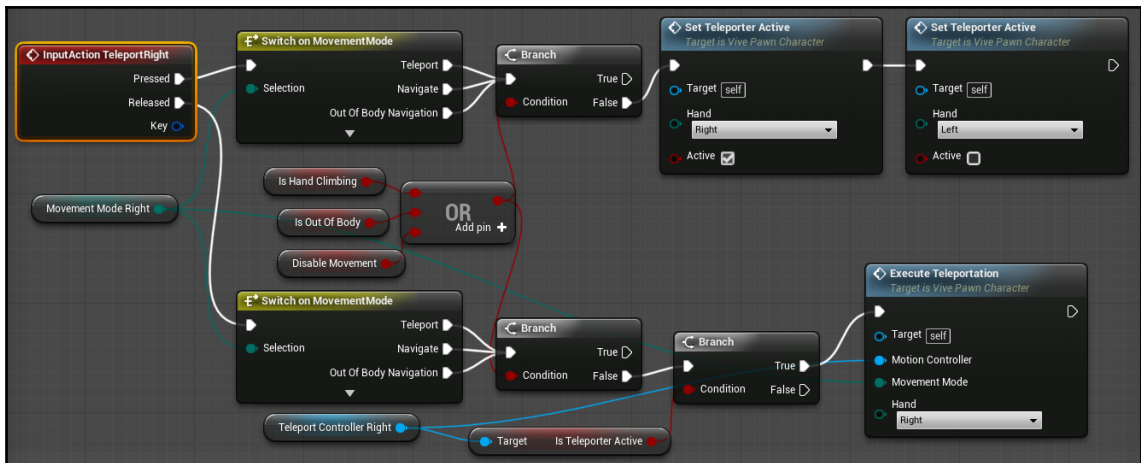 InputAction TeleportRight
Pressed
Released
Key
Switch on MovementMode
Selection
Teleport
Navigate
Out Of Body Navigation
Branch
Condition
True
False
Set Teleporter Active
Target is Vive Pawn Character
Target self
Hand
Right
Active
Set Teleporter Active
Target is Vive Pawn Character
Target self
Hand
Left
Active
Movement Mode Right
Is Hand Climbing
Is Out Of Body
Disable Movement
OR
Add pin +
Switch on MovementMode
Selection
Teleport
Navigate
Out Of Body Navigation
Branch
Condition
True
False
Branch
Condition
True
False
Execute Teleportation
Target is Vive Pawn Character
Target self
Motion Controller
Movement Mode
Hand
Right
Teleport Controller Right
Target Is Teleporter Active